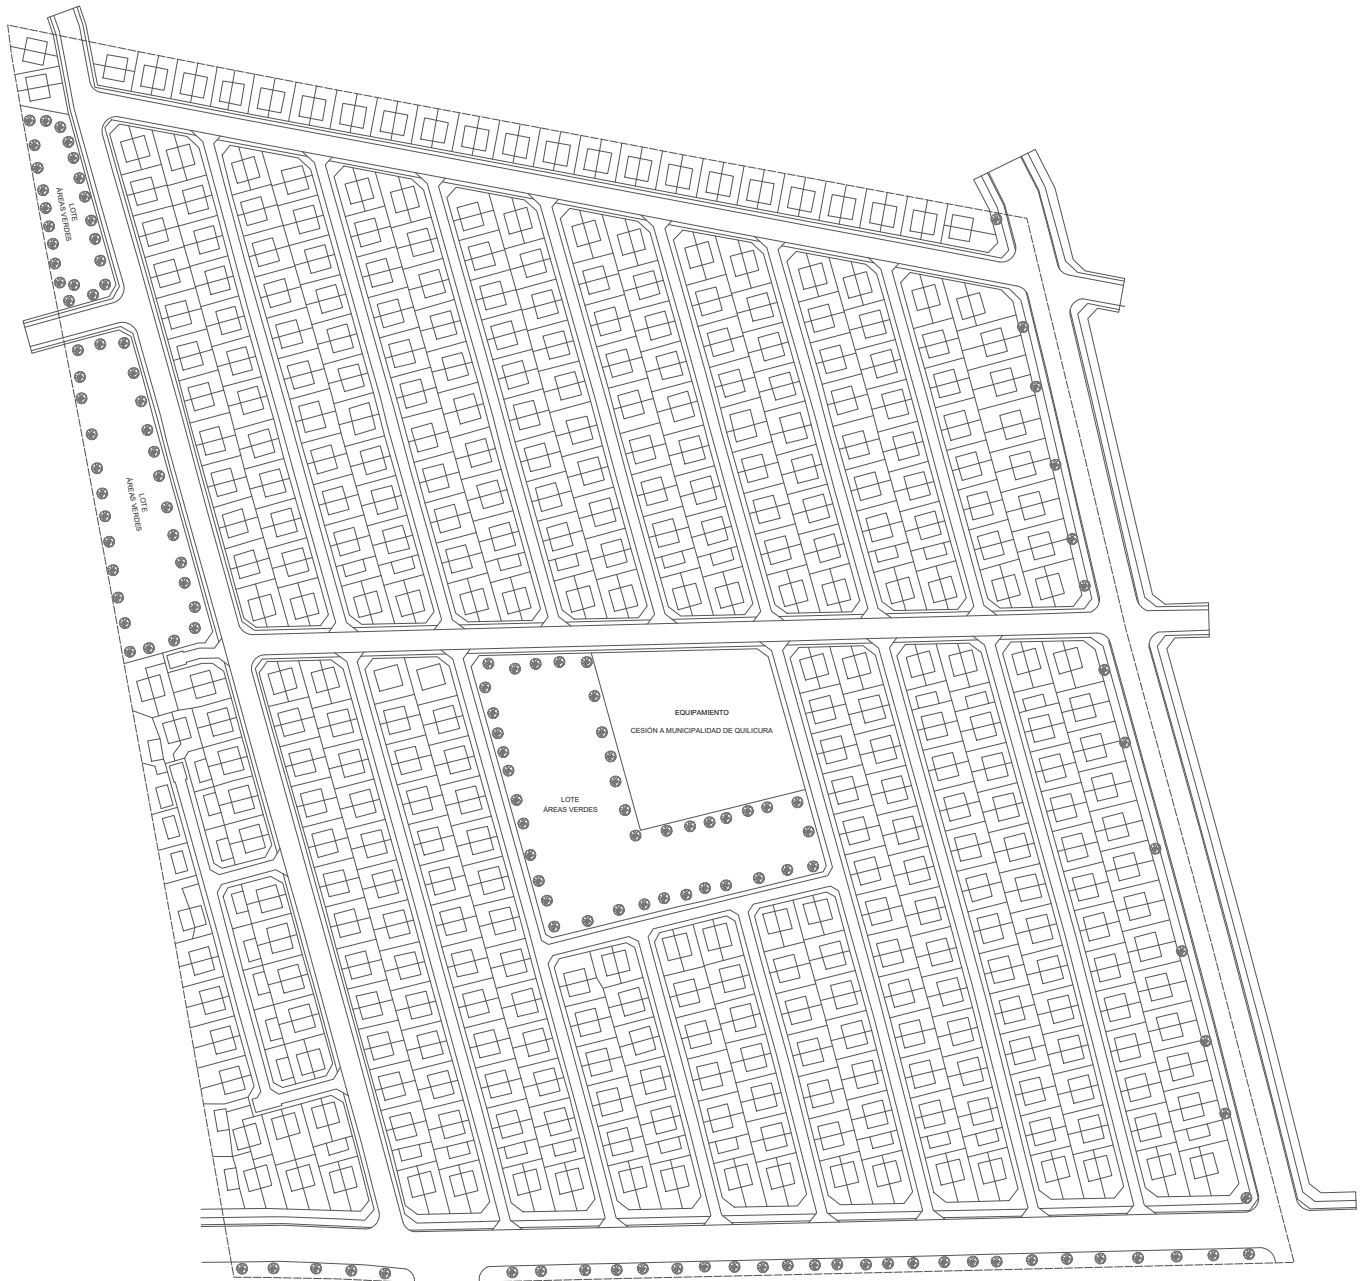 LOTE
ÁREAS VERDES
LOTE
ÁREAS VERDES
EQUIPAMIENTO
CESIÓN A MUNICIPALIDAD DE QUILICURA
LOTE
ÁREAS VERDES